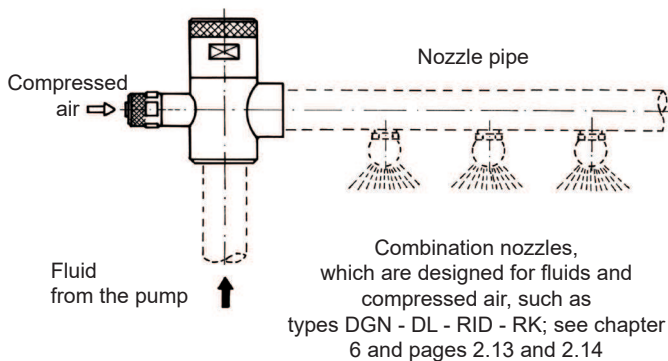 Nozzle pipe
Compressed
air
Fluid
from the pump
Combination nozzles,
which are designed for fluids and
compressed air, such as
types DGN - DL - RID - RK; see chapter
6 and pages 2.13 and 2.14